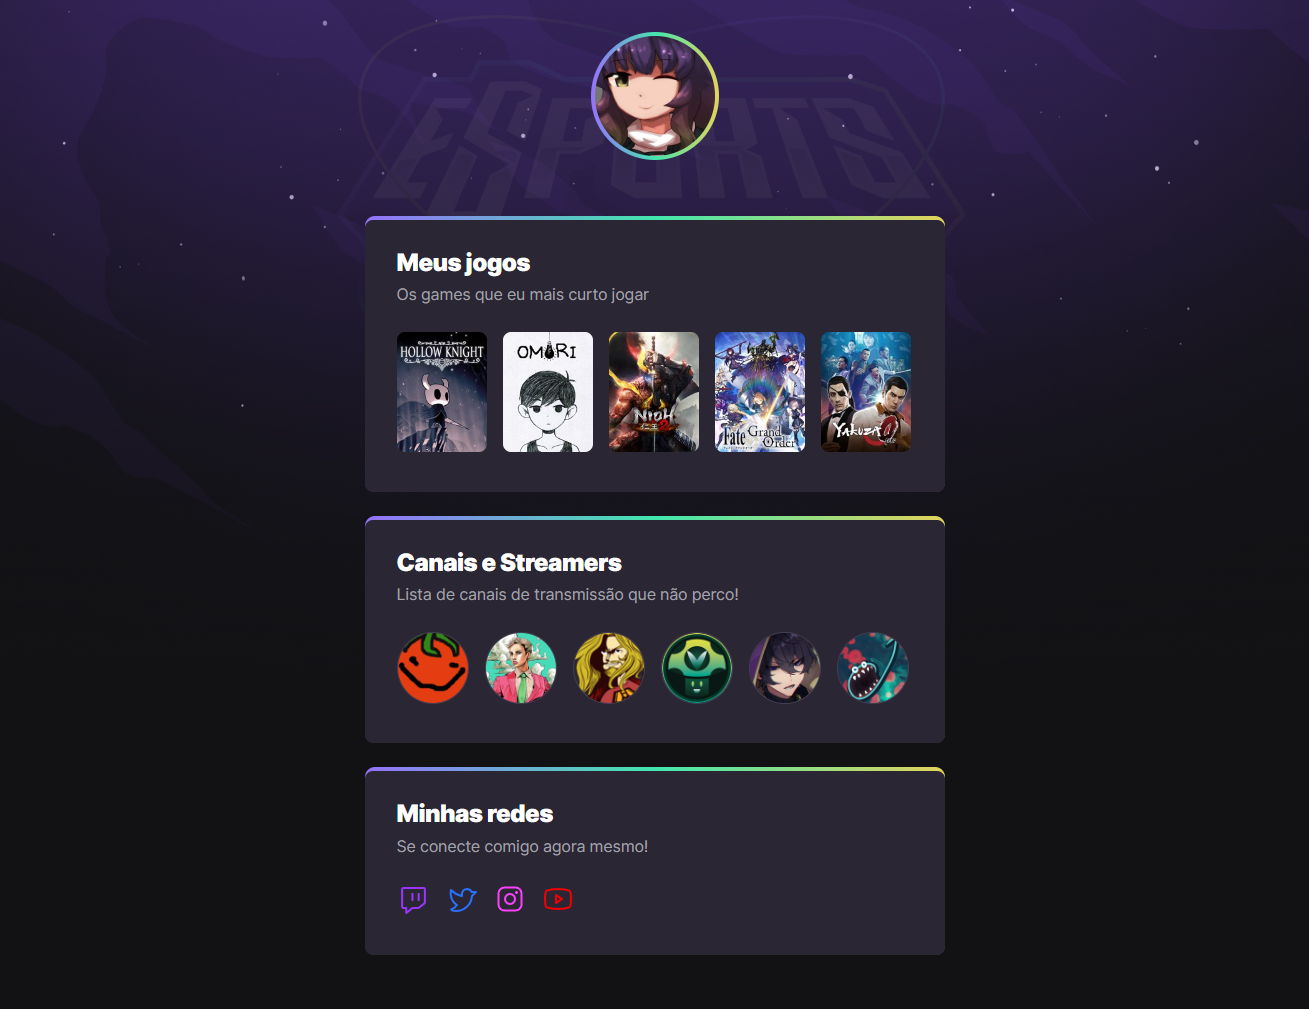 ESPORTS
Meus jogos
Os games que eu mais curto jogar
HOLLOW KNIGHT
OMORI
NIOH 2
Fate Grand Order
YAKUZA 0
Canais e Streamers
Lista de canais de transmissão que não perco!
Minhas redes
Se conecte comigo agora mesmo!